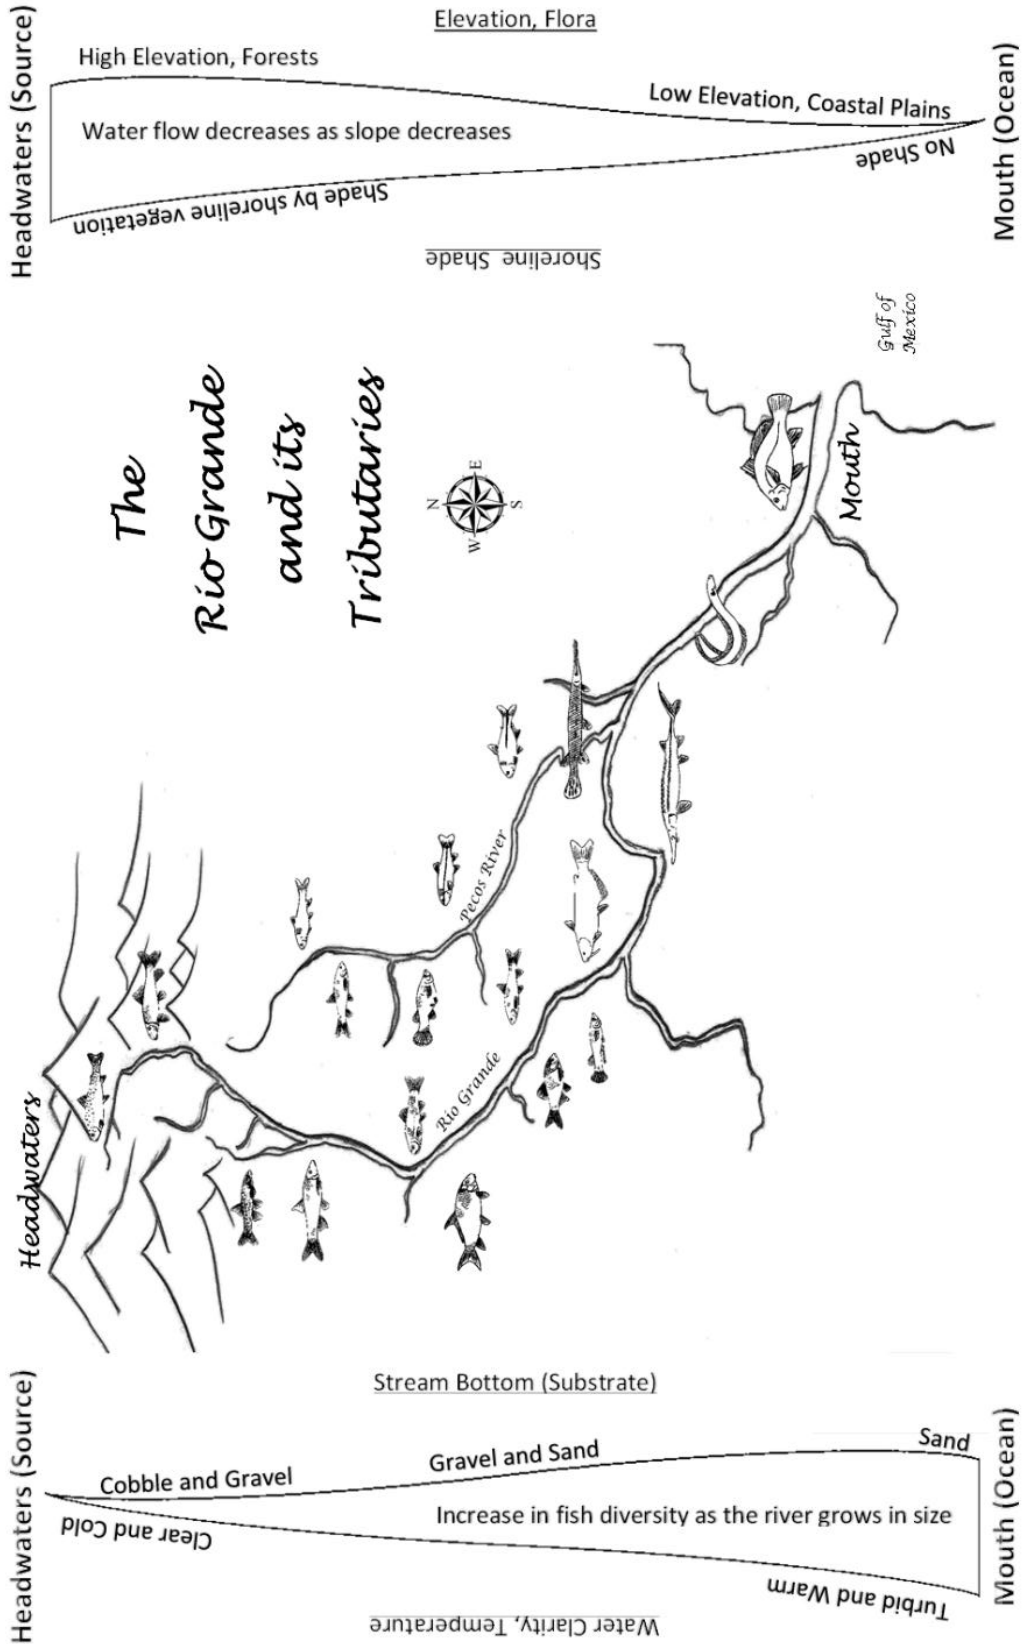 Elevation, Flora
High Elevation, Forests
Low Elevation, Coastal Plains
Headwaters (Source)
Mouth (Ocean)
Water flow decreases as slope decreases
Shade by shoreline vegetation
No Shade
Shoreline Shade
Gulf of
Mexico
The
Rio Grande
and its
Tributaries
N
E
S
W
Mouth
Pecos River
Rio Grande
Headwaters
Stream Bottom (Substrate)
Headwaters (Source)
Mouth (Ocean)
Cobble and Gravel
Gravel and Sand
Sand
Increase in fish diversity as the river grows in size
Clear and Cold
Turbid and Warm
Water Clarity, Temperature